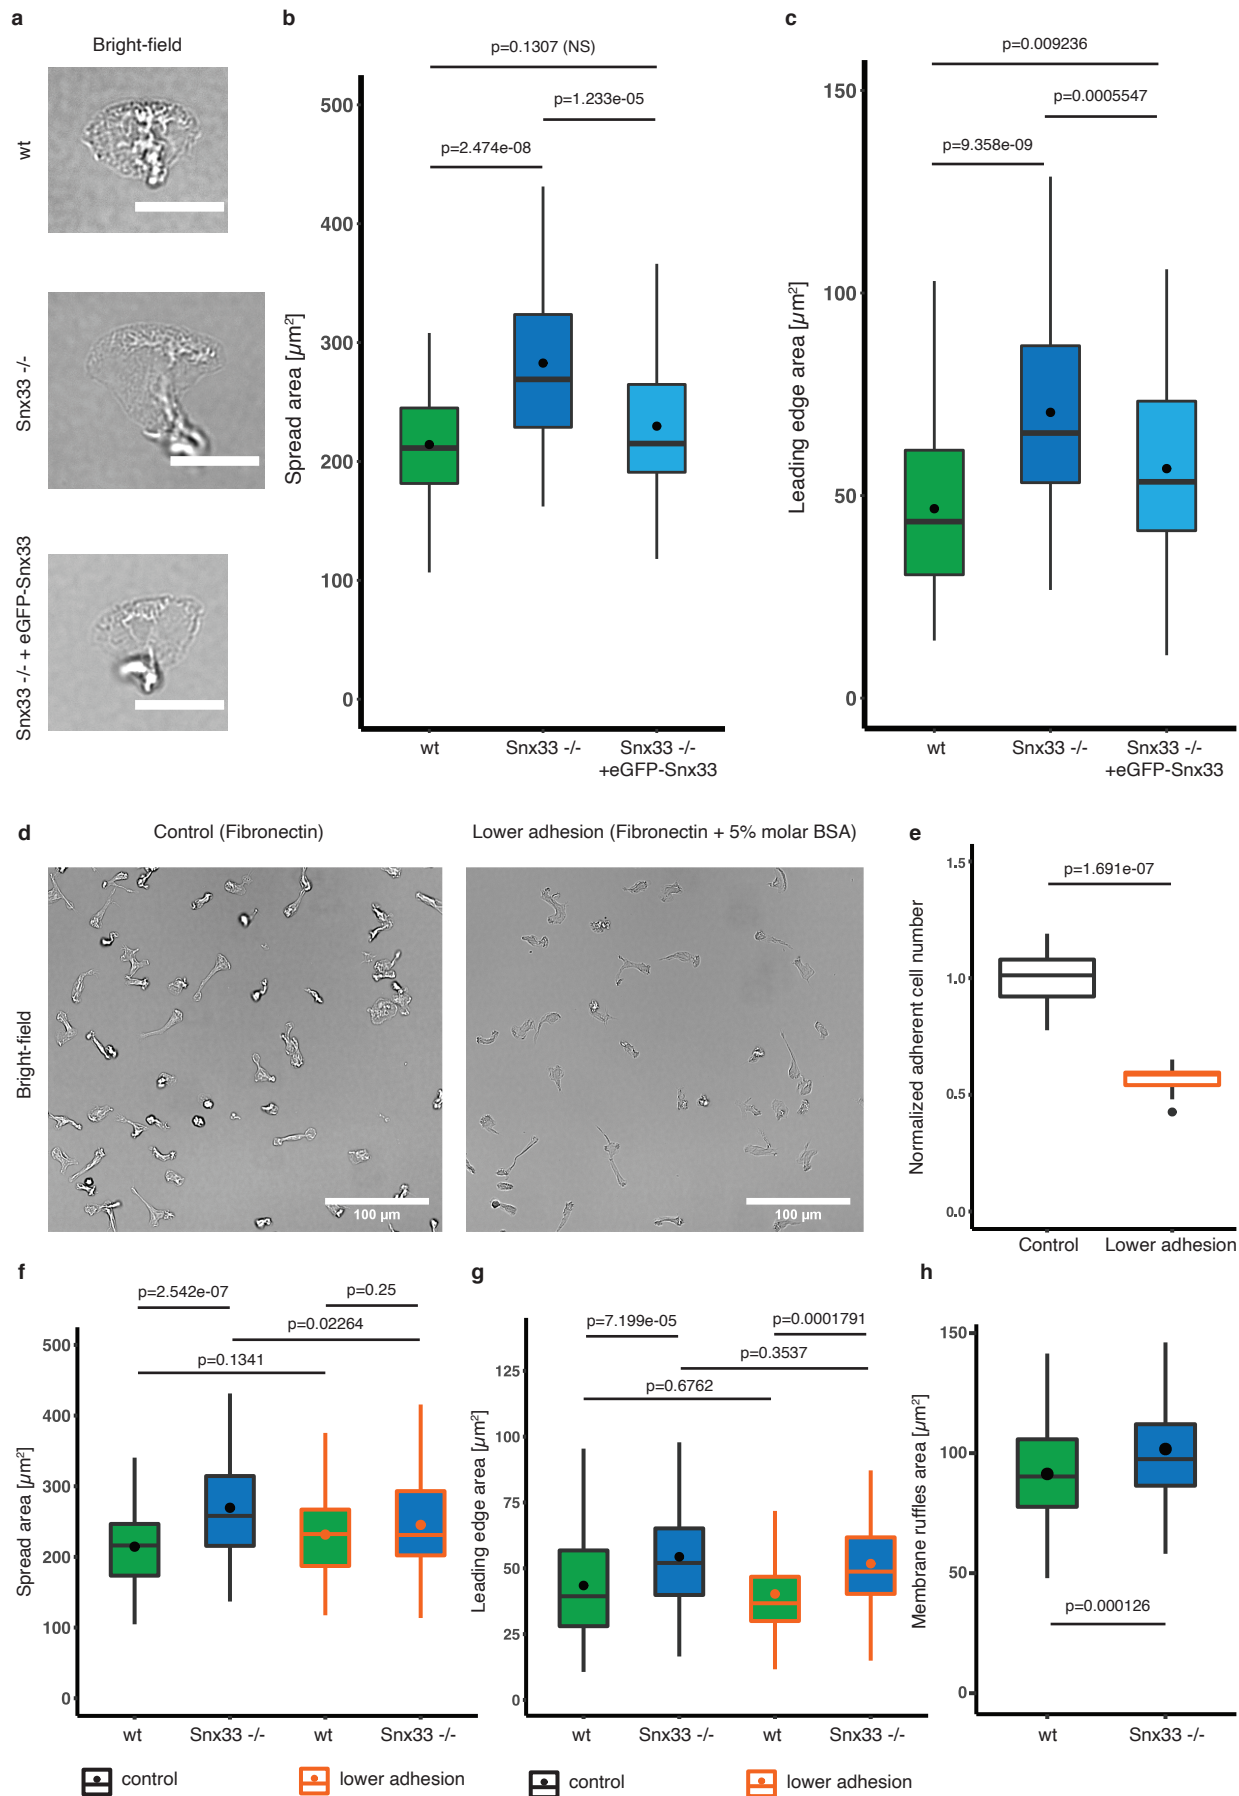 a
Bright-field
wt
Snx33 -/-
Snx33 -/- + eGFP-Snx33
b
p=0.1307 (NS)
p=1.233e-05
p=2.474e-08
Spread area [µm²]
500
400
300
200
100
0
wt
Snx33 -/-
Snx33 -/-
+eGFP-Snx33
c
p=0.009236
p=0.0005547
p=9.358e-09
Leading edge area [µm²]
150
100
50
0
wt
Snx33 -/-
Snx33 -/-
+eGFP-Snx33
d
Control (Fibronectin)
Lower adhesion (Fibronectin + 5% molar BSA)
Bright-field
100 µm
100 µm
e
p=1.691e-07
Normalized adherent cell number
1.5
1.0
0.5
0.0
Control
Lower adhesion
f
p=2.542e-07
p=0.25
p=0.02264
p=0.1341
Spread area [µm²]
500
400
300
200
100
0
wt
Snx33 -/-
wt
Snx33 -/-
control
lower adhesion
g
p=7.199e-05
p=0.0001791
p=0.3537
p=0.6762
Leading edge area [µm²]
125
100
75
50
25
0
wt
Snx33 -/-
wt
Snx33 -/-
control
lower adhesion
h
Membrane ruffles area [µm²]
150
100
50
0
p=0.000126
wt
Snx33 -/-